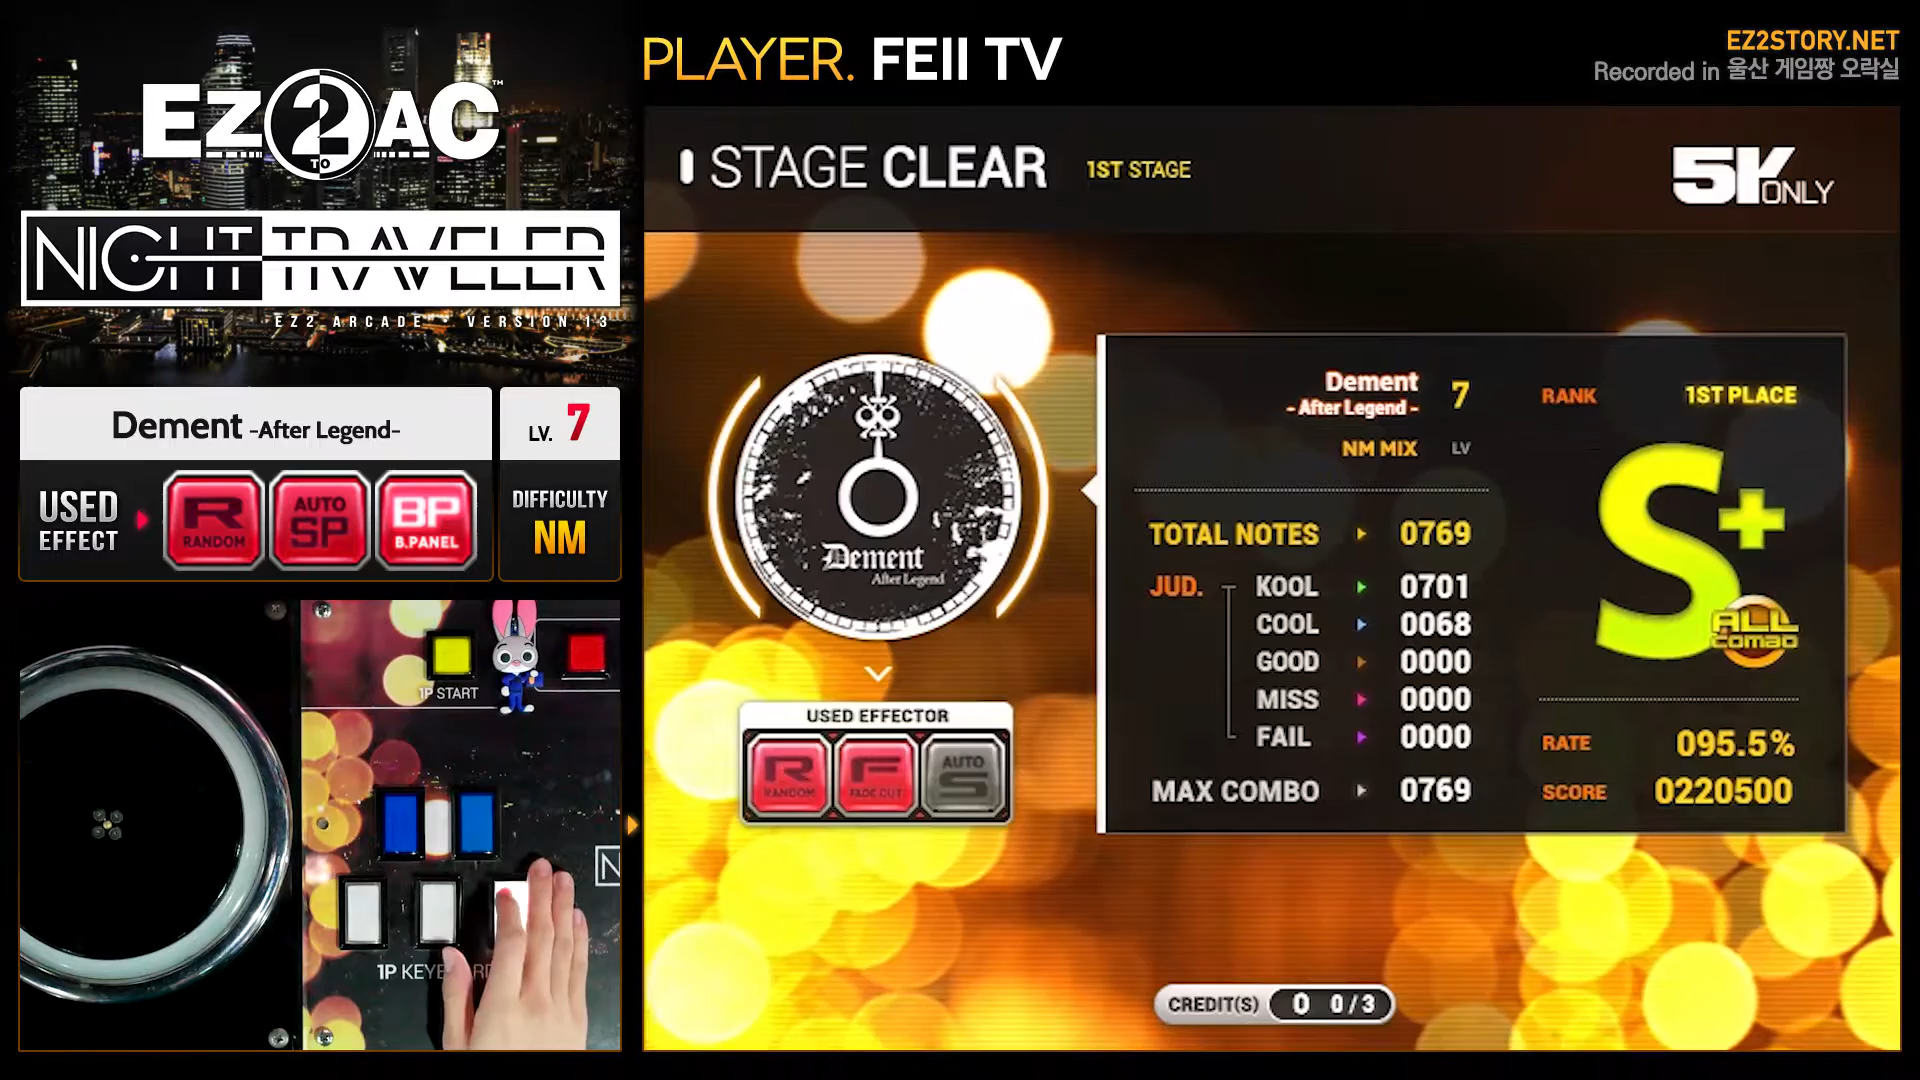 EZ2AC™
TO
NIGHT TRAVELER
EZ2 ARCADE • VERSION 13
Dement -After Legend-
LV. 7
USED EFFECT
R RANDOM
AUTO SP
BP B.PANEL
DIFFICULTY
NM
1P START
1P KEYB
N
PLAYER. FEII TV
EZ2STORY.NET
Recorded in 울산 게임짱 오락실
STAGE CLEAR
1ST STAGE
5K ONLY
Dement
After Legend
USED EFFECTOR
R RANDOM
F FADE OUT
AUTO S
Dement
- After Legend -
7
NM MIX
LV
RANK
1ST PLACE
TOTAL NOTES 0769
JUD.
KOOL 0701
COOL 0068
GOOD 0000
MISS 0000
FAIL 0000
MAX COMBO 0769
S+
ALL COMBO
RATE 095.5%
SCORE 0220500
CREDIT(S) 0 0/3